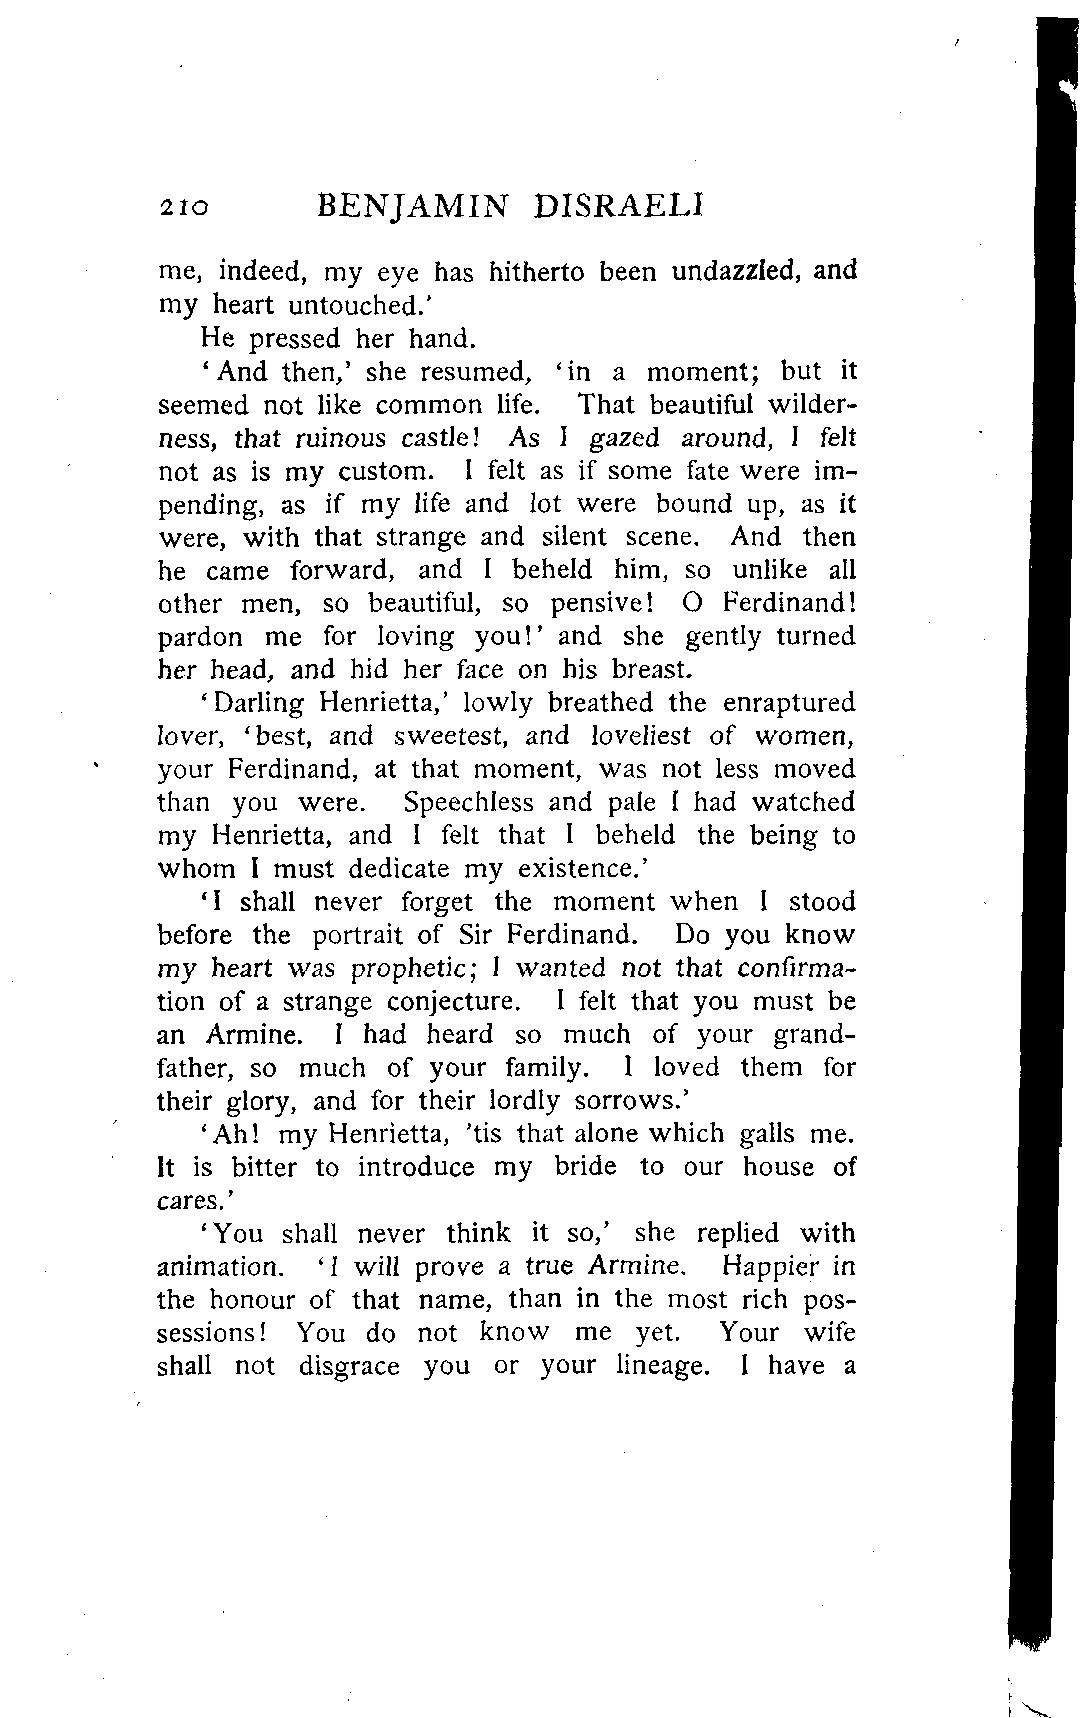 210 BENJAMIN DISRAELI
me, indeed, my eye has hitherto been undazzled, and
my heart untouched.'
He pressed her hand.
'And then,' she resumed, 'in a moment; but it
seemed not like common life. That beautiful wilder-
ness, that ruinous castle! As I gazed around, I felt
not as is my custom. I felt as if some fate were im-
pending, as if my life and lot were bound up, as it
were, with that strange and silent scene. And then
he came forward, and I beheld him, so unlike all
other men, so beautiful, so pensive! O Ferdinand!
pardon me for loving you!' and she gently turned
her head, and hid her face on his breast.
'Darling Henrietta,' lowly breathed the enraptured
lover, 'best, and sweetest, and loveliest of women,
your Ferdinand, at that moment, was not less moved
than you were. Speechless and pale I had watched
my Henrietta, and I felt that I beheld the being to
whom I must dedicate my existence.'
'I shall never forget the moment when I stood
before the portrait of Sir Ferdinand. Do you know
my heart was prophetic; I wanted not that confirma-
tion of a strange conjecture. I felt that you must be
an Armine. I had heard so much of your grand-
father, so much of your family. I loved them for
their glory, and for their lordly sorrows.'
'Ah! my Henrietta, 'tis that alone which galls me.
It is bitter to introduce my bride to our house of
cares.'
'You shall never think it so,' she replied with
animation. 'I will prove a true Armine. Happier in
the honour of that name, than in the most rich pos-
sessions! You do not know me yet. Your wife
shall not disgrace you or your lineage. I have a